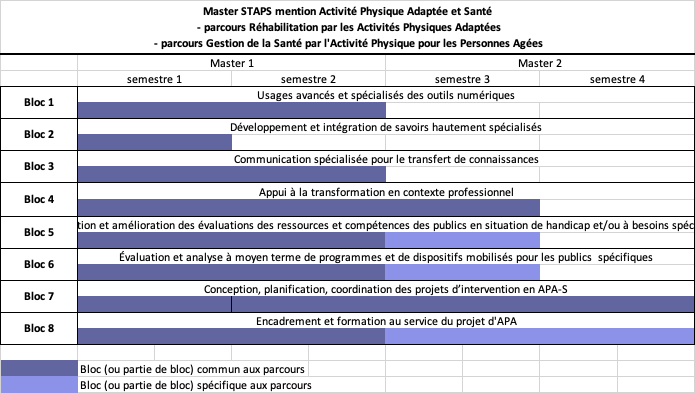 Master STAPS mention Activité Physique Adaptée et Santé
- parcours Réhabilitation par les Activités Physiques Adaptées
- parcours Gestion de la Santé par l'Activité Physique pour les Personnes Agées
Master 1 Master 2
semestre 1 semestre 2 semestre 3 semestre 4
Bloc 1 Usages avancés et spécialisés des outils numériques
Bloc 2 Développement et intégration de savoirs hautement spécialisés
Bloc 3 Communication spécialisée pour le transfert de connaissances
Bloc 4 Appui à la transformation en contexte professionnel
Bloc 5 tion et amélioration des évaluations des ressources et compétences des publics en situation de handicap et/ou à besoins spéc
Bloc 6 Évaluation et analyse à moyen terme de programmes et de dispositifs mobilisés pour les publics spécifiques
Bloc 7 Conception, planification, coordination des projets d'intervention en APA-S
Bloc 8 Encadrement et formation au service du projet d'APA
Bloc (ou partie de bloc) commun aux parcours
Bloc (ou partie de bloc) spécifique aux parcours